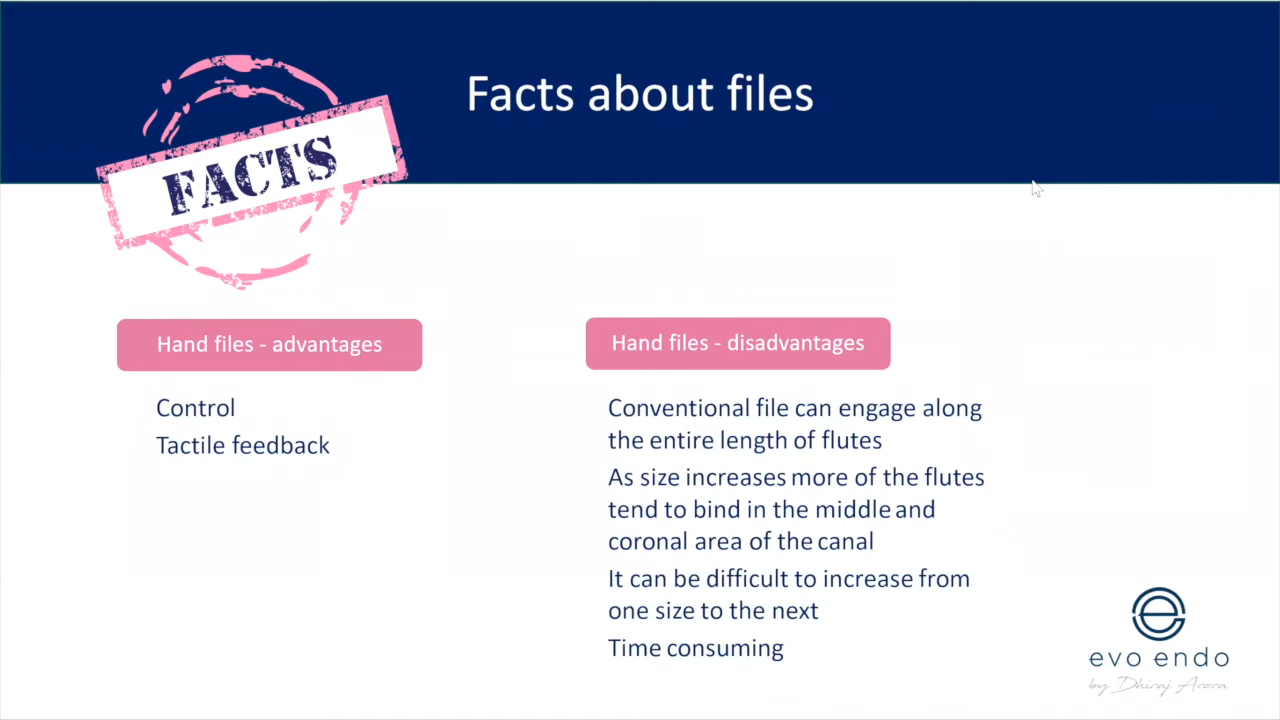 Facts about files
FACTS
Hand files - advantages
Control
Tactile feedback
Hand files - disadvantages
Conventional file can engage along
the entire length of flutes
As size increases more of the flutes
tend to bind in the middle and
coronal area of the canal
It can be difficult to increase from
one size to the next
Time consuming
evo endo
by Dhiraj Arora